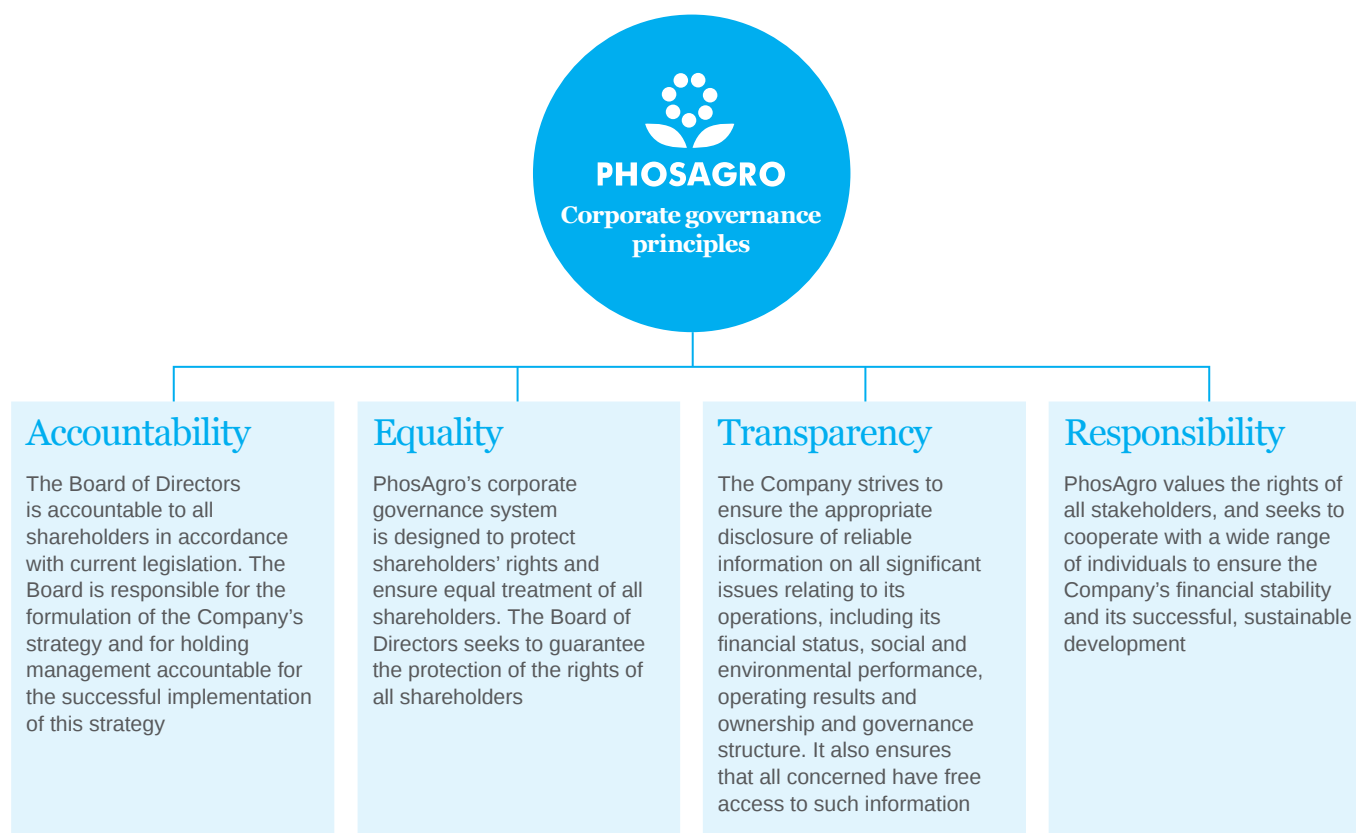 PHOSAGRO
Corporate governance
principles
Accountability
The Board of Directors
is accountable to all
shareholders in accordance
with current legislation. The
Board is responsible for the
formulation of the Company’s
strategy and for holding
management accountable for
the successful implementation
of this strategy
Equality
PhosAgro’s corporate
governance system
is designed to protect
shareholders’ rights and
ensure equal treatment of all
shareholders. The Board of
Directors seeks to guarantee
the protection of the rights of
all shareholders
Transparency
The Company strives to
ensure the appropriate
disclosure of reliable
information on all significant
issues relating to its
operations, including its
financial status, social and
environmental performance,
operating results and
ownership and governance
structure. It also ensures
that all concerned have free
access to such information
Responsibility
PhosAgro values the rights of
all stakeholders, and seeks to
cooperate with a wide range
of individuals to ensure the
Company’s financial stability
and its successful, sustainable
development